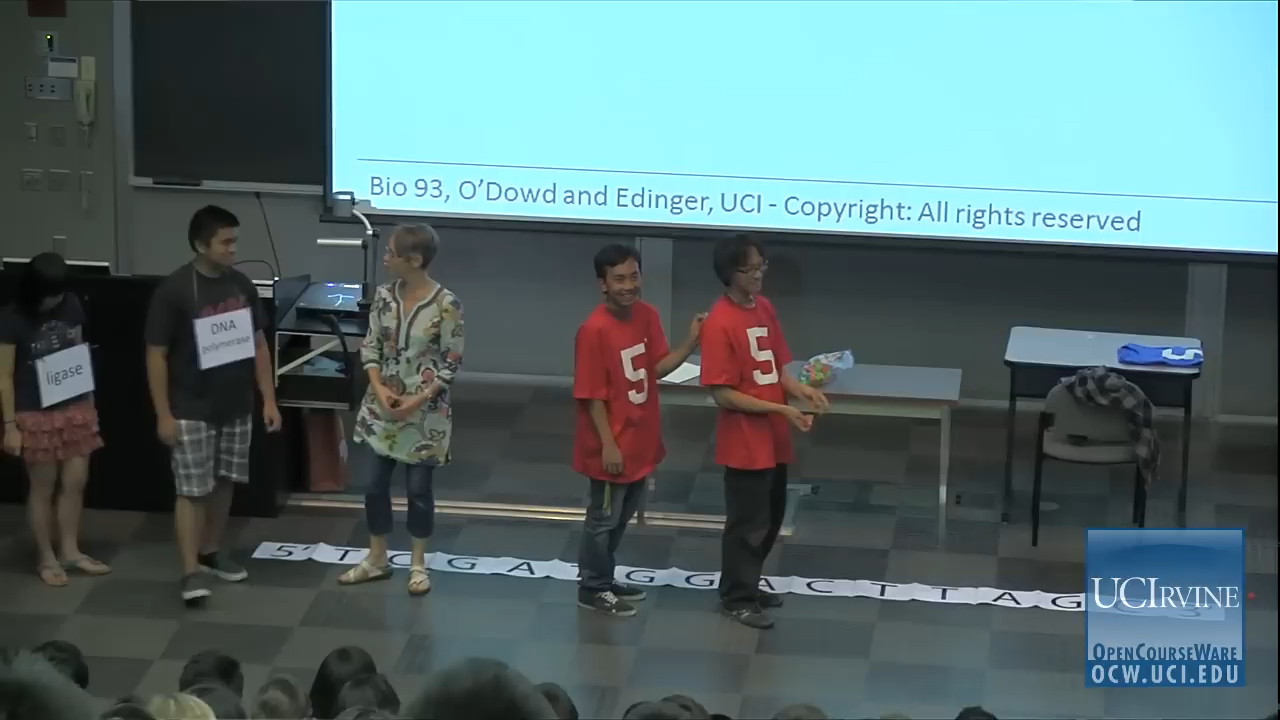 Bio 93, O'Dowd and Edinger, UCI - Copyright: All rights reserved
ligase
DNA
polymerase
5'
5
5' T C G A
G G A C T T A G
3'
UCIRVINE
OPENCOURSEWARE
OCW.UCI.EDU